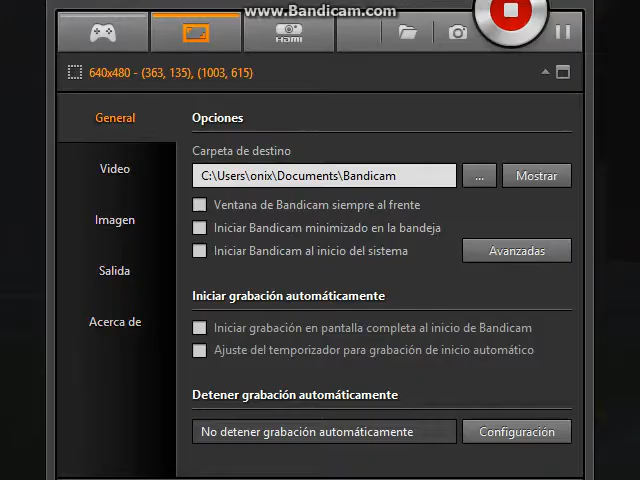 www.Bandicam.com
HDMI
640x480 - (363, 135), (1003, 615)
General
Opciones
Carpeta de destino
C:\Users\onix\Documents\Bandicam
...
Mostrar
Video
Ventana de Bandicam siempre al frente
Imagen
Iniciar Bandicam minimizado en la bandeja
Iniciar Bandicam al inicio del sistema
Avanzadas
Salida
Iniciar grabación automáticamente
Acerca de
Iniciar grabación en pantalla completa al inicio de Bandicam
Ajuste del temporizador para grabación de inicio automático
Detener grabación automáticamente
No detener grabación automáticamente
Configuración